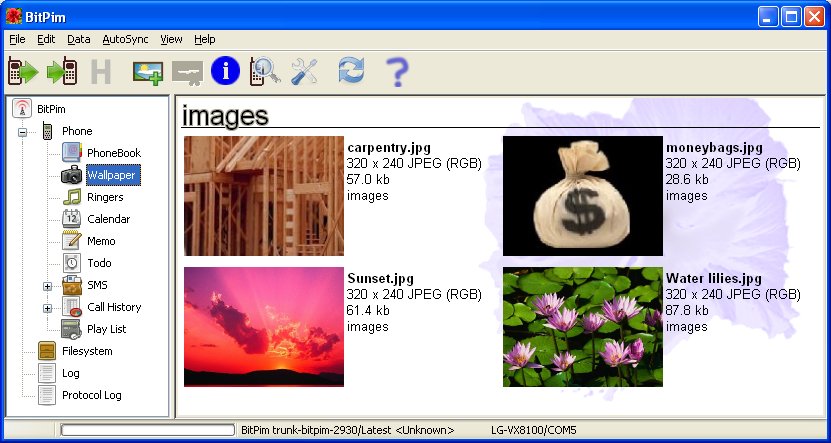 BitPim
File Edit Data AutoSync View Help
H i ?
BitPim
Phone
PhoneBook
Wallpaper
Ringers
Calendar
Memo
Todo
SMS
Call History
Play List
Filesystem
Log
Protocol Log
images
carpentry.jpg
320 x 240 JPEG (RGB)
57.0 kb
images
$
moneybags.jpg
320 x 240 JPEG (RGB)
28.6 kb
images
Sunset.jpg
320 x 240 JPEG (RGB)
61.4 kb
images
Water lilies.jpg
320 x 240 JPEG (RGB)
87.8 kb
images
BitPim trunk-bitpim-2930/Latest <Unknown> LG-VX8100/COM5